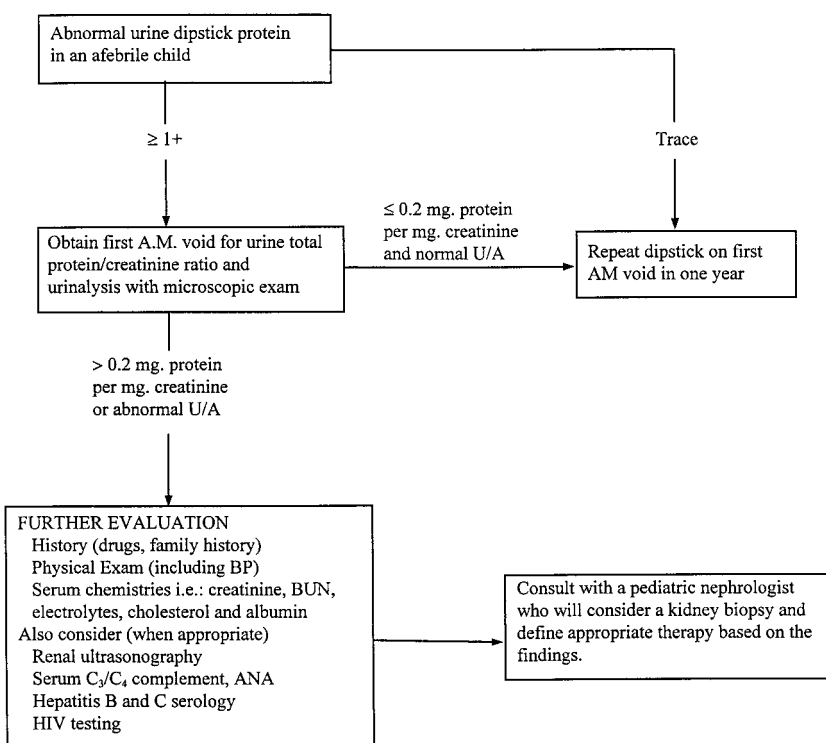 Abnormal urine dipstick protein
in an afebrile child
≥ 1+
Trace
Obtain first A.M. void for urine total
protein/creatinine ratio and
urinalysis with microscopic exam
≤ 0.2 mg. protein
per mg. creatinine
and normal U/A
Repeat dipstick on first
AM void in one year
> 0.2 mg. protein
per mg. creatinine
or abnormal U/A
FURTHER EVALUATION
History (drugs, family history)
Physical Exam (including BP)
Serum chemistries i.e.: creatinine, BUN,
electrolytes, cholesterol and albumin
Also consider (when appropriate)
Renal ultrasonography
Serum C₃/C₄ complement, ANA
Hepatitis B and C serology
HIV testing
Consult with a pediatric nephrologist
who will consider a kidney biopsy and
define appropriate therapy based on the
findings.